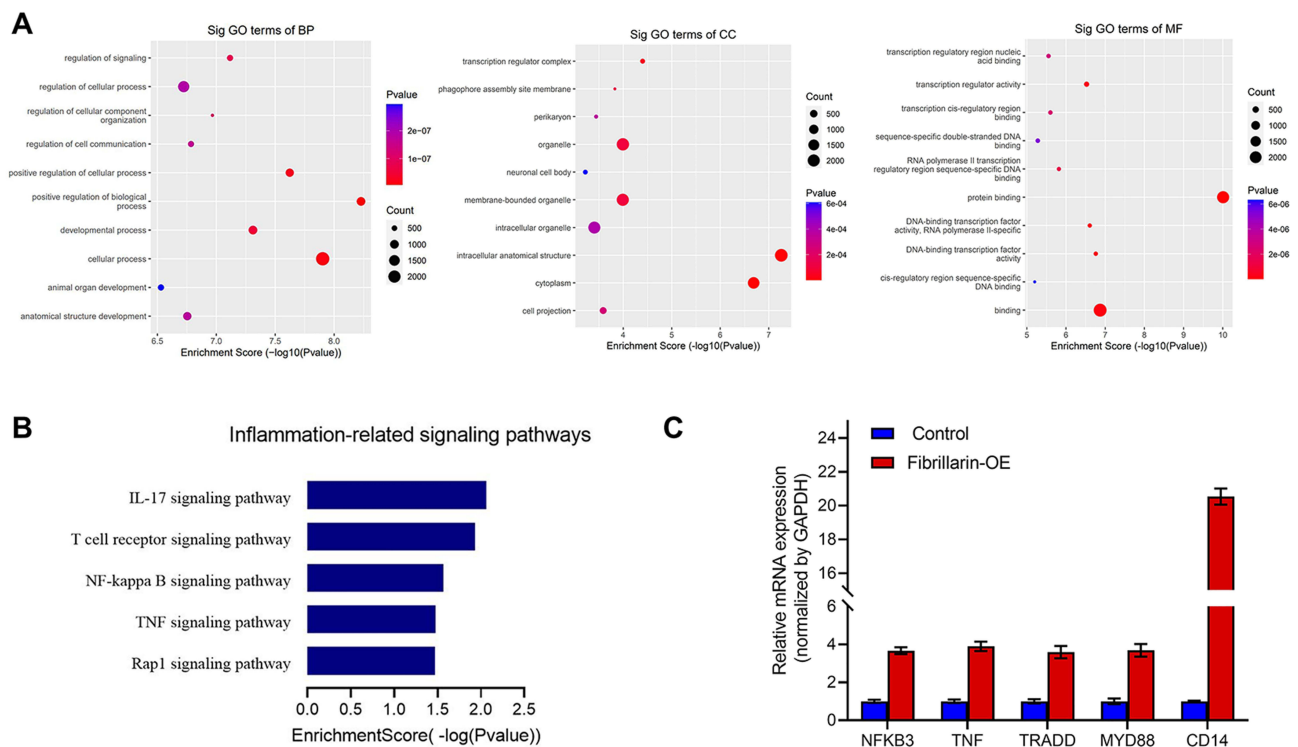 A
Sig GO terms of BP
regulation of signaling
regulation of cellular process
regulation of cellular component
organization
regulation of cell communication
positive regulation of cellular process
positive regulation of biological
process
developmental process
cellular process
animal organ development
anatomical structure development
6.5 7.0 7.5 8.0
Enrichment Score (−log10(Pvalue))
Pvalue
2e-07
1e-07
Count
500
1000
1500
2000
Sig GO terms of CC
transcription regulator complex
phagophore assembly site membrane
perikaryon
organelle
neuronal cell body
membrane-bounded organelle
intracellular organelle
intracellular anatomical structure
cytoplasm
cell projection
4 5 6 7
Enrichment Score (-log10(Pvalue))
Count
500
1000
1500
2000
Pvalue
6e-04
4e-04
2e-04
Sig GO terms of MF
transcription regulatory region nucleic
acid binding
transcription regulator activity
transcription cis-regulatory region
binding
sequence-specific double-stranded DNA
binding
RNA polymerase II transcription
regulatory region sequence-specific DNA
binding
protein binding
DNA-binding transcription factor
activity, RNA polymerase II-specific
DNA-binding transcription factor
activity
cis-regulatory region sequence-specific
DNA binding
binding
5 6 7 8 9 10
Enrichment Score (-log10(Pvalue))
Count
500
1000
1500
2000
Pvalue
6e-06
4e-06
2e-06
B
Inflammation-related signaling pathways
IL-17 signaling pathway
T cell receptor signaling pathway
NF-kappa B signaling pathway
TNF signaling pathway
Rap1 signaling pathway
0.0 0.5 1.0 1.5 2.0 2.5
EnrichmentScore( -log(Pvalue))
C
Relative mRNA expression
(normalized by GAPDH)
Control
Fibrillarin-OE
24
22
20
18
16
6
4
2
0
NFKB3 TNF TRADD MYD88 CD14